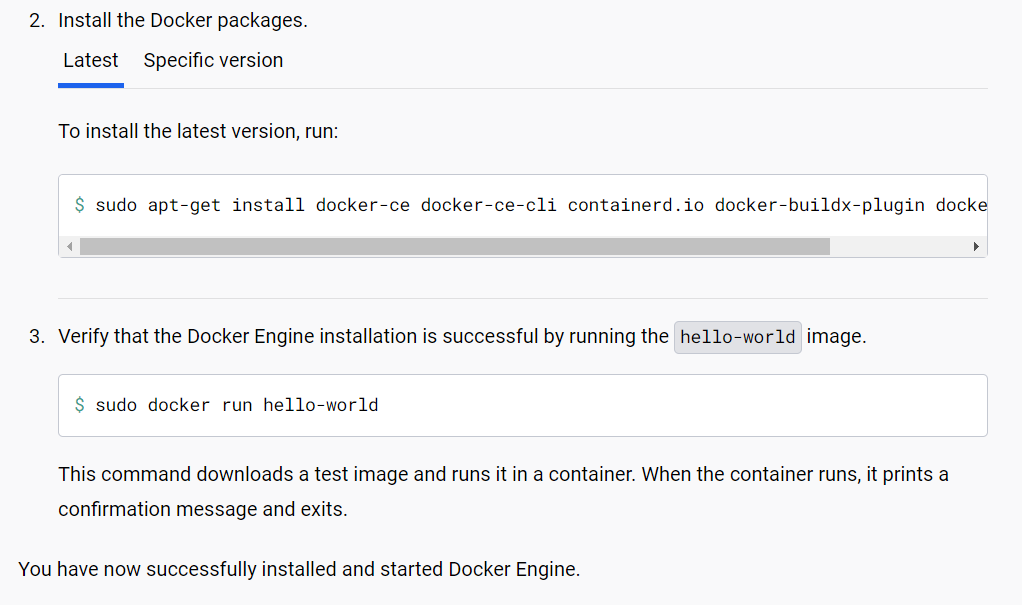 2. Install the Docker packages.
Latest Specific version
To install the latest version, run:
$ sudo apt-get install docker-ce docker-ce-cli containerd.io docker-buildx-plugin docke
3. Verify that the Docker Engine installation is successful by running the hello-world image.
$ sudo docker run hello-world
This command downloads a test image and runs it in a container. When the container runs, it prints a
confirmation message and exits.
You have now successfully installed and started Docker Engine.